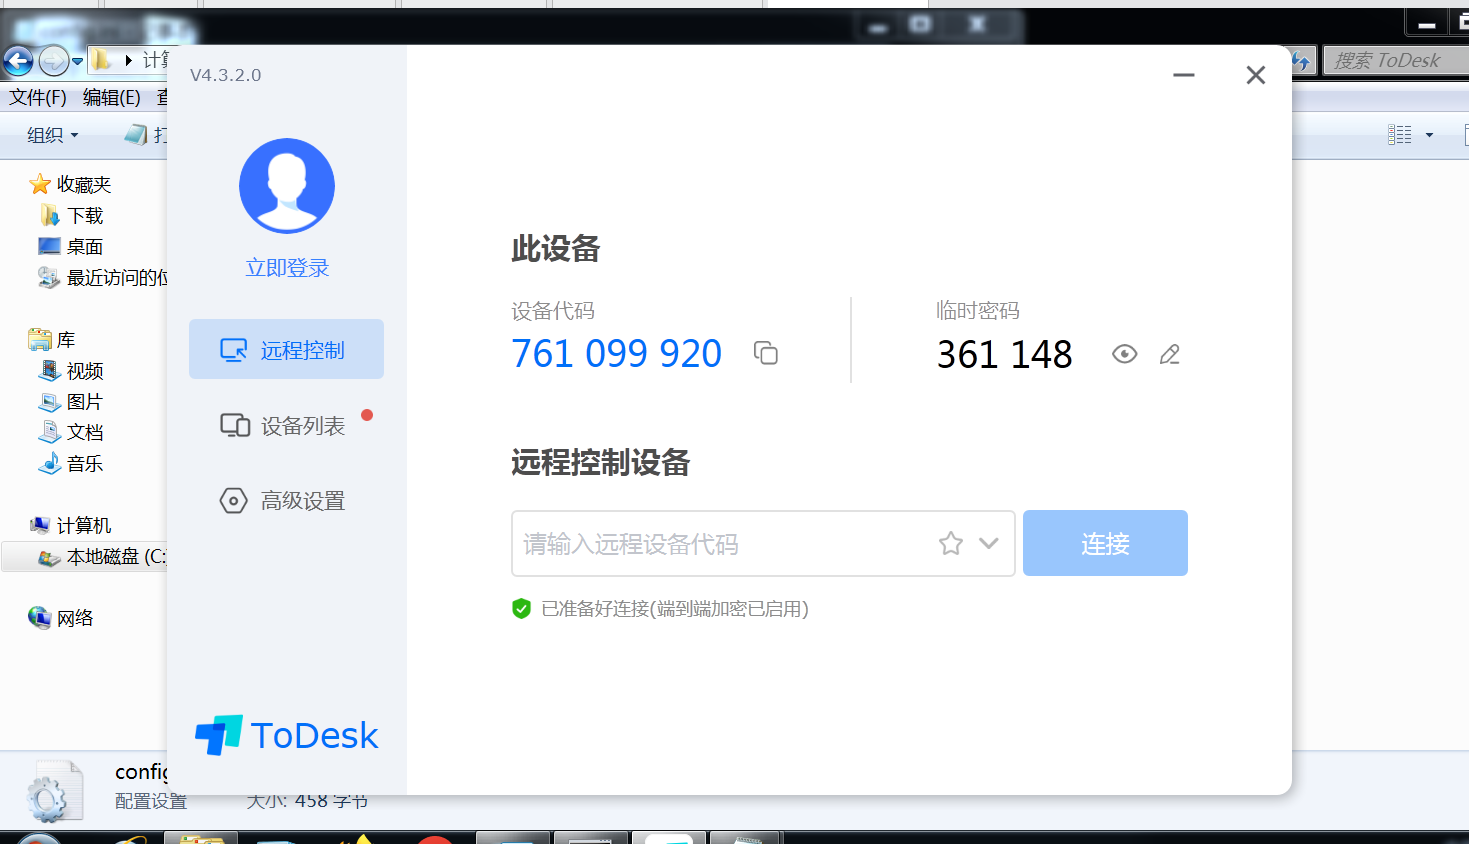 搜索 ToDesk
文件(F) 编辑(E)
组织
收藏夹
下载
桌面
最近访问的位
库
视频
图片
文档
音乐
计算机
本地磁盘 (C:
网络
config
配置设置
大小: 458 字节
V4.3.2.0
立即登录
远程控制
设备列表
高级设置
ToDesk
此设备
设备代码
761 099 920
临时密码
361 148
远程控制设备
请输入远程设备代码
连接
已准备好连接(端到端加密已启用)